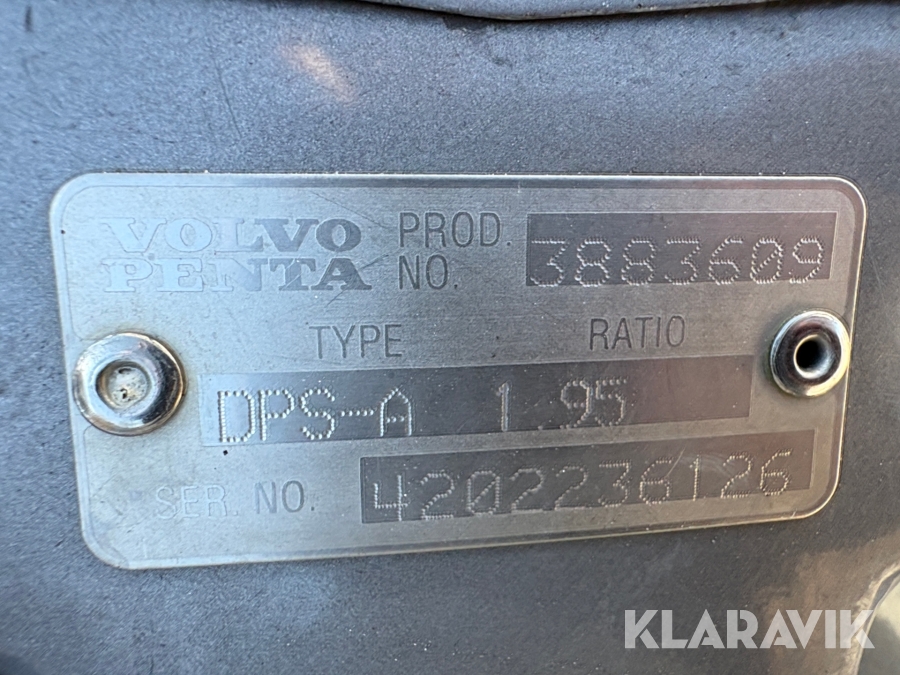 VOLVO PENTA PROD. NO. 3883609
TYPE RATIO
DPS-A 1.95
SER. NO. 4202236126
KLARAVIK